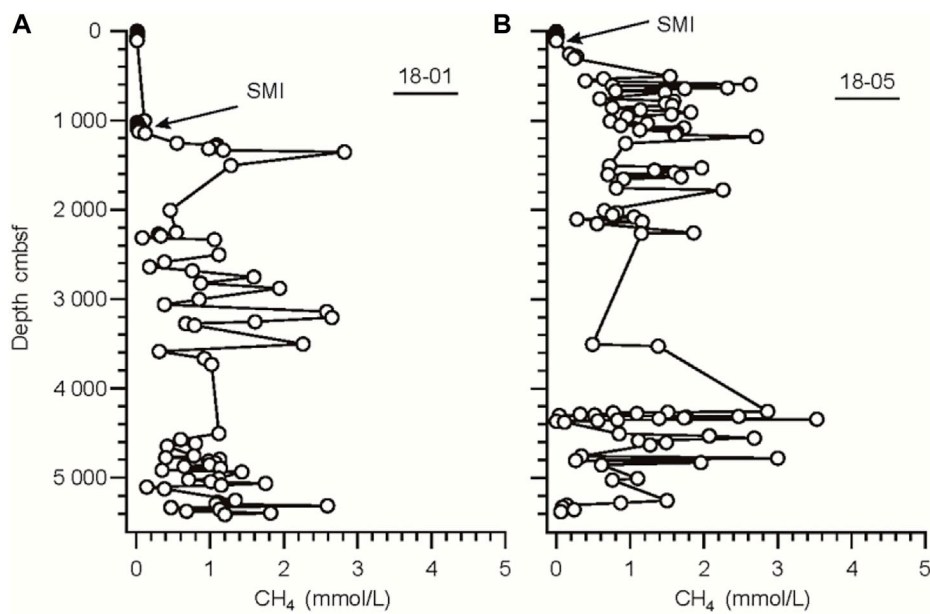 A
B
SMI
18-01
SMI
18-05
SMI
0
1 000
2 000
3 000
4 000
5 000
Depth cmbsf
0 1 2 3 4 5
CH₄ (mmol/L)
0 1 2 3 4 5
CH₄ (mmol/L)